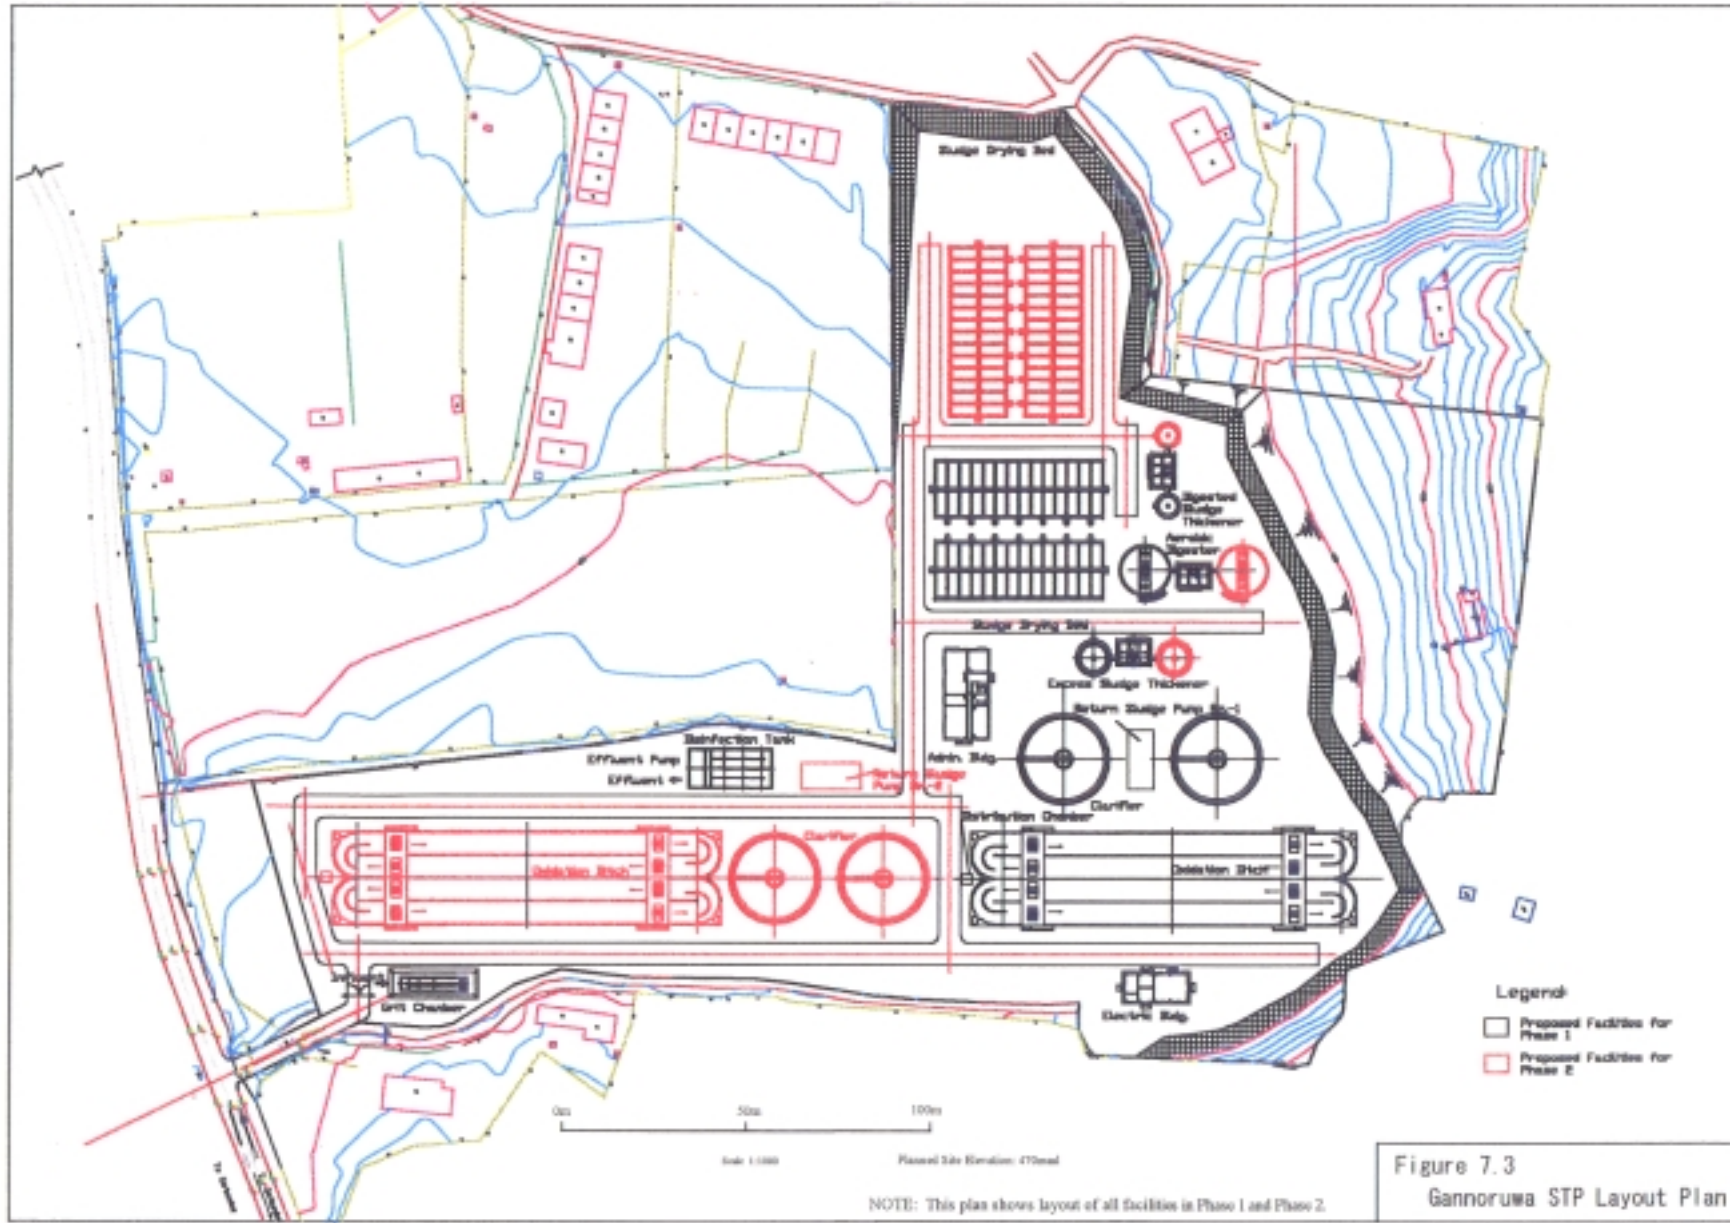 Sludge Drying Bed
Digested
Sludge
Thickener
Aerobic
Digester
Sludge Drying Bed
Excess Sludge Thickener
Return Sludge Pump No.-1
Disinfection Tank
Effluent Pump
Effluent
Return Sludge
Pump No.-2
Admin. Bldg.
Clarifier
Distribution Chamber
Clarifier
Oxidation Ditch
Oxidation Ditch
Grit Chamber
Electric Bldg.
Legend:
Proposed Facilities for
Phase 1
Proposed Facilities for
Phase 2
0m 50m 100m
Scale 1:1000
Planned Site Elevation: 470masl
NOTE: This plan shows layout of all facilities in Phase 1 and Phase 2.
Figure 7.3
Gannoruwa STP Layout Plan